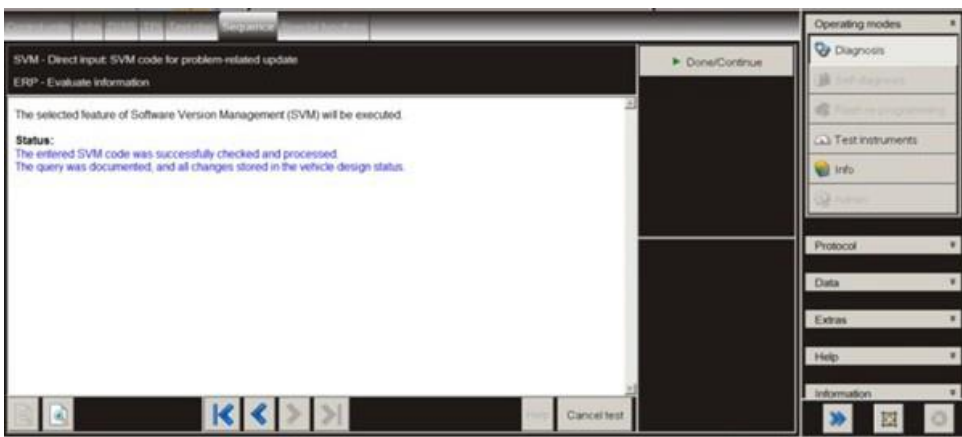 Sequence
SVM - Direct input: SVM code for problem-related update
ERP - Evaluate information
The selected feature of Software Version Management (SVM) will be executed.
Status:
The entered SVM code was successfully checked and processed.
The query was documented, and all changes stored in the vehicle design status.
Done/Continue
Cancel test
Operating modes
Diagnosis
Test instruments
Info
Protocol
Data
Extras
Help
Information